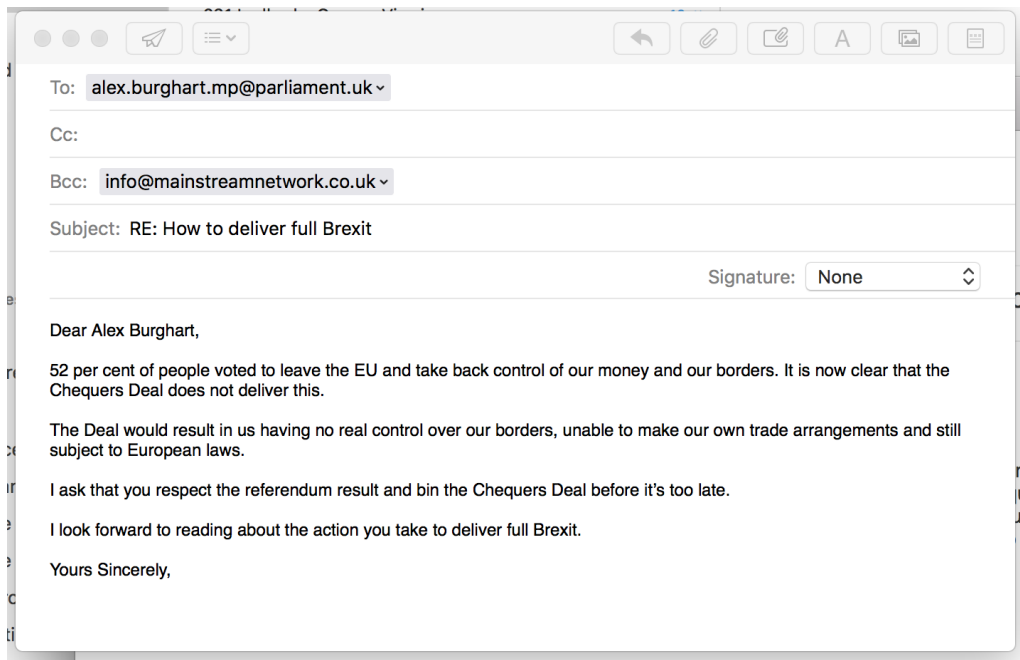 To: alex.burghart.mp@parliament.uk
Cc:
Bcc: info@mainstreamnetwork.co.uk
Subject: RE: How to deliver full Brexit
Signature: None
Dear Alex Burghart,
52 per cent of people voted to leave the EU and take back control of our money and our borders. It is now clear that the
Chequers Deal does not deliver this.
The Deal would result in us having no real control over our borders, unable to make our own trade arrangements and still
subject to European laws.
I ask that you respect the referendum result and bin the Chequers Deal before it’s too late.
I look forward to reading about the action you take to deliver full Brexit.
Yours Sincerely,